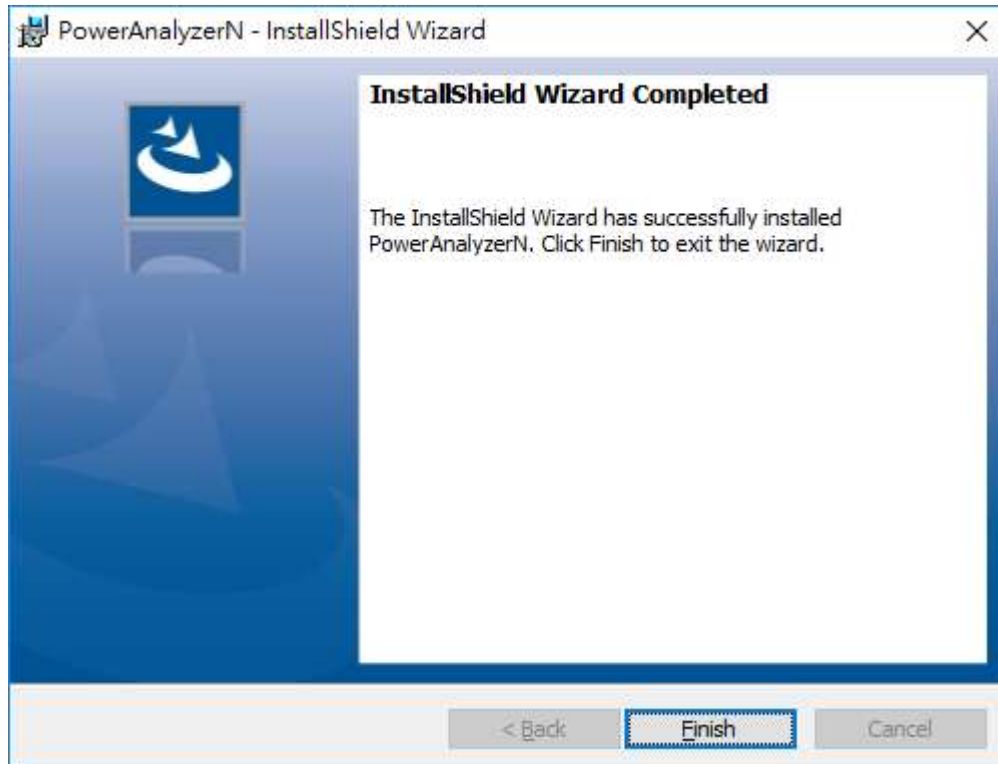 PowerAnalyzerN - InstallShield Wizard
InstallShield Wizard Completed
The InstallShield Wizard has successfully installed
PowerAnalyzerN. Click Finish to exit the wizard.
< Back
Finish
Cancel